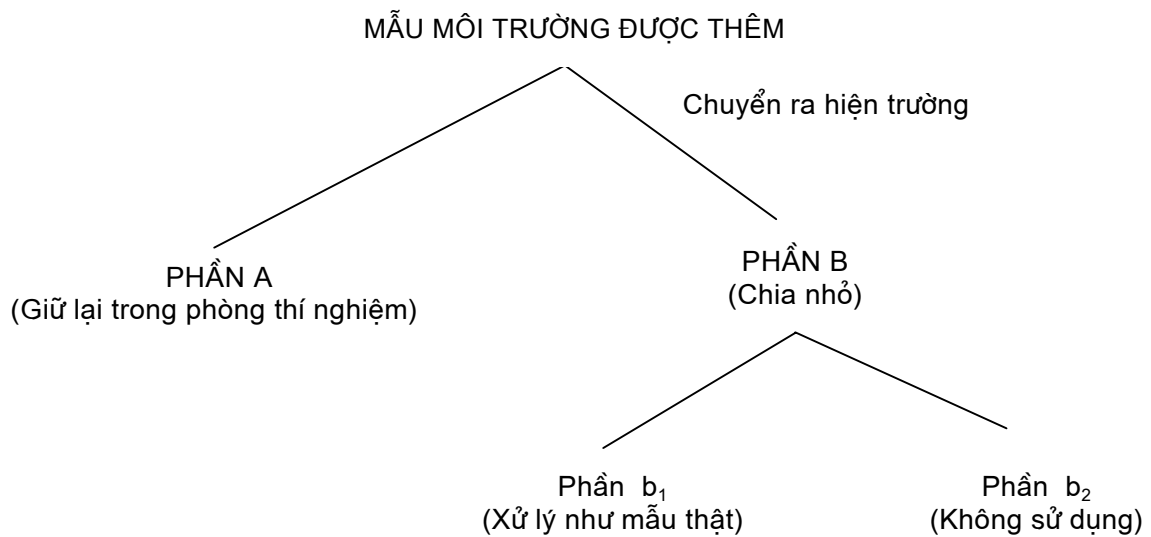 MẪU MÔI TRƯỜNG ĐƯỢC THÊM
Chuyển ra hiện trường
PHẦN A
(Giữ lại trong phòng thí nghiệm)
PHẦN B
(Chia nhỏ)
Phần b₁
(Xử lý như mẫu thật)
Phần b₂
(Không sử dụng)